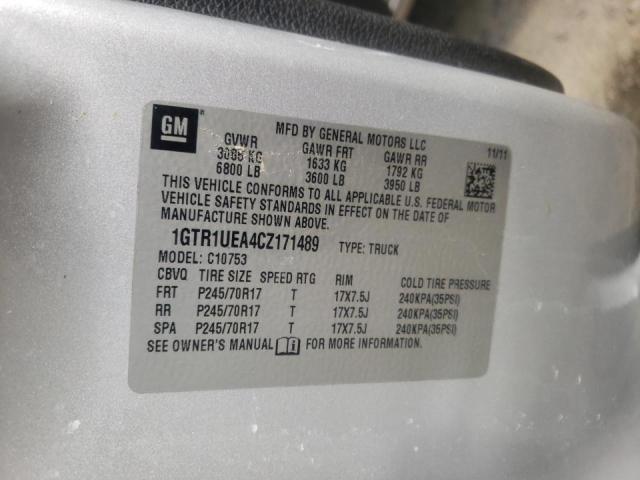 GM
MFD BY GENERAL MOTORS LLC
GVWR GAWR FRT GAWR RR 11/11
KG 1633 KG 1792 KG
6800 LB 3600 LB 3950 LB
THIS VEHICLE CONFORMS TO ALL APPLICABLE U.S. FEDERAL MOTOR
VEHICLE SAFETY STANDARDS IN EFFECT ON THE DATE OF
MANUFACTURE SHOWN ABOVE.
1GTR1UEA4CZ171489 TYPE: TRUCK
MODEL: C10753
CBVQ TIRE SIZE SPEED RTG RIM COLD TIRE PRESSURE
FRT P245/70R17 T 17X7.5J 240KPA(35PSI)
RR P245/70R17 T 17X7.5J 240KPA(35PSI)
SPA P245/70R17 T 17X7.5J 240KPA(35PSI)
SEE OWNER'S MANUAL FOR MORE INFORMATION.